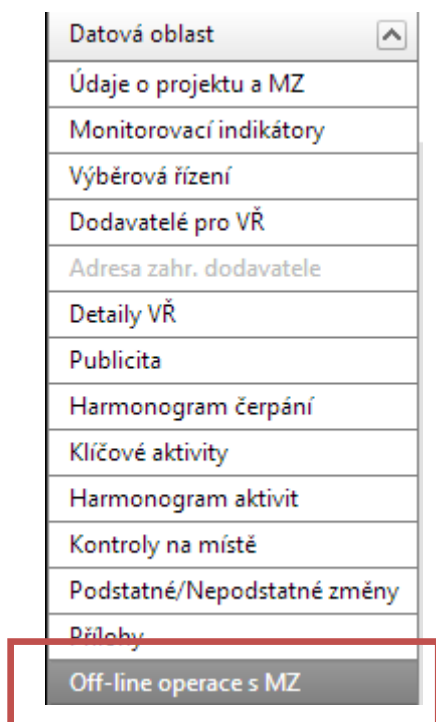 Datová oblast
Údaje o projektu a MZ
Monitorovací indikátory
Výběrová řízení
Dodavatelé pro VŘ
Adresa zahr. dodavatele
Detaily VŘ
Publicita
Harmonogram čerpání
Klíčové aktivity
Harmonogram aktivit
Kontroly na místě
Podstatné/Nepodstatné změny
Přílohy
Off-line operace s MZ